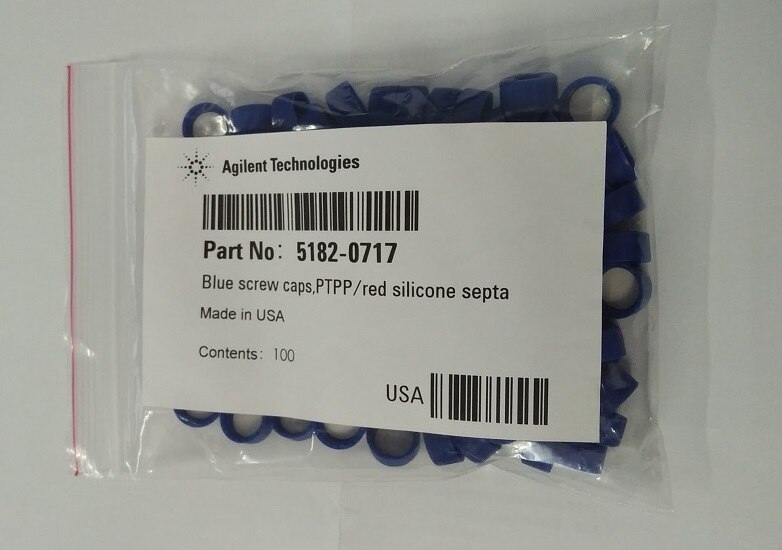 Agilent Technologies
Part No: 5182-0717
Blue screw caps,PTPP/red silicone septa
Made in USA
Contents: 100
USA